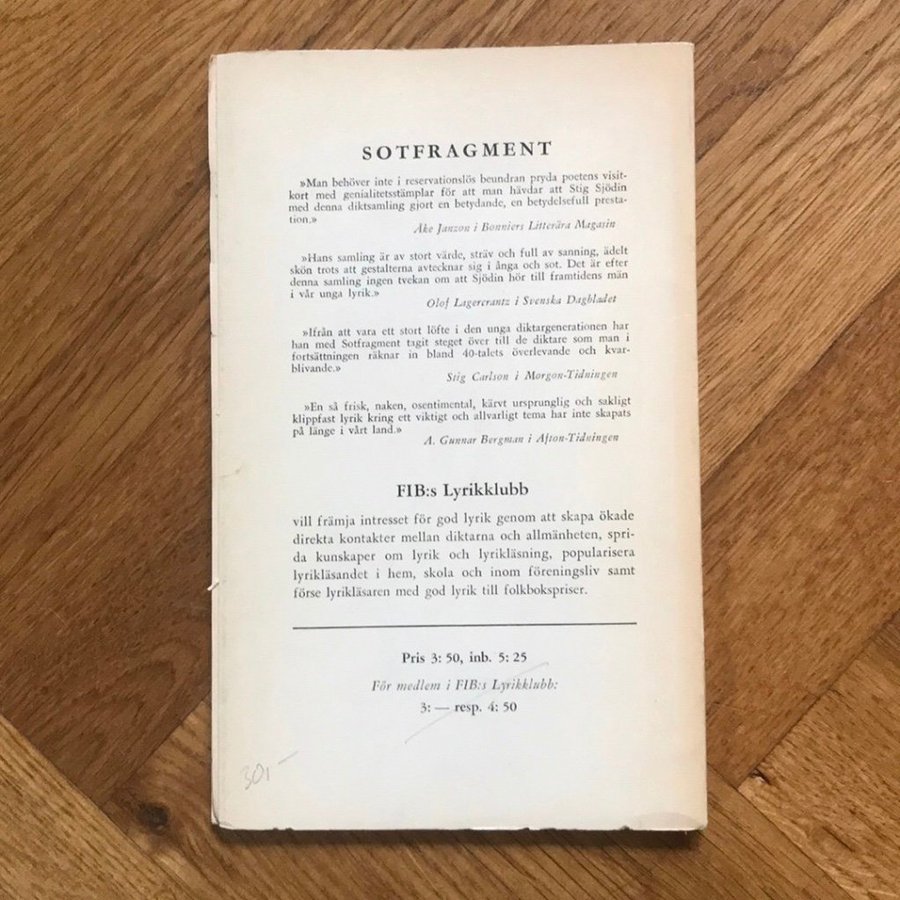 SOTFRAGMENT
»Man behöver inte i reservationslös beundran pryda poetens visit-
kort med genialitetsstämplar för att man hävdar att Stig Sjödin
med denna diktsamling gjort en betydande, en betydelsefull presta-
tion.»
Åke Janzon i Bonniers Litterära Magasin
»Hans samling är av stort värde, sträv och full av sanning, ädelt
skön trots att gestalterna avtecknar sig i ånga och sot. Det är efter
denna samling ingen tvekan om att Sjödin hör till framtidens män
i vår unga lyrik.»
Olof Lagercrantz i Svenska Dagbladet
»Ifrån att vara ett stort löfte i den unga diktargenerationen har
han med Sotfragment tagit steget över till de diktare som man i
fortsättningen räknar in bland 40-talets överlevande och kvar-
blivande.»
Stig Carlson i Morgon-Tidningen
»En så frisk, naken, osentimental, kärvt ursprunglig och sakligt
klippfast lyrik kring ett viktigt och allvarligt tema har inte skapats
på länge i vårt land.»
A. Gunnar Bergman i Afton-Tidningen
FIB:s Lyrikklubb
vill främja intresset för god lyrik genom att skapa ökade
direkta kontakter mellan diktarna och allmänheten, spri-
da kunskaper om lyrik och lyrikläsning, popularisera
lyrikläsandet i hem, skola och inom föreningsliv samt
förse lyrikläsaren med god lyrik till folkbokspriser.
Pris 3: 50, inb. 5: 25
För medlem i FIB:s Lyrikklubb:
3: — resp. 4: 50
301-